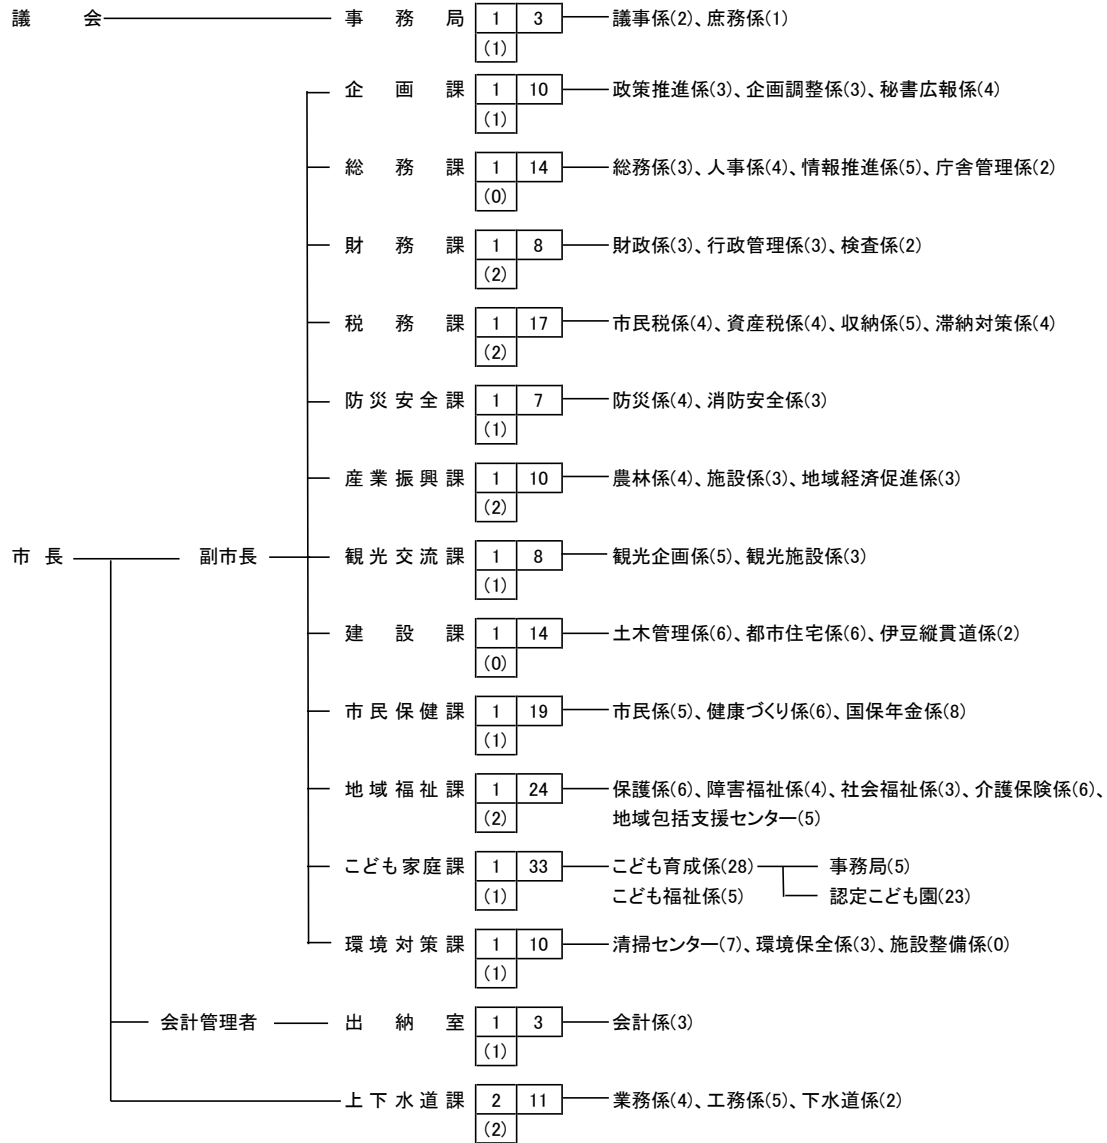 議会 事務局 1 3 議事係(2)、庶務係(1)
(1)
企画課 1 10 政策推進係(3)、企画調整係(3)、秘書広報係(4)
(1)
総務課 1 14 総務係(3)、人事係(4)、情報推進係(5)、庁舎管理係(2)
(0)
財務課 1 8 財政係(3)、行政管理係(3)、検査係(2)
(2)
税務課 1 17 市民税係(4)、資産税係(4)、収納係(5)、滞納対策係(4)
(2)
防災安全課 1 7 防災係(4)、消防安全係(3)
(1)
産業振興課 1 10 農林係(4)、施設係(3)、地域経済促進係(3)
(2)
市長 副市長 観光交流課 1 8 観光企画係(5)、観光施設係(3)
(1)
建設課 1 14 土木管理係(6)、都市住宅係(6)、伊豆縦貫道係(2)
(0)
市民保健課 1 19 市民係(5)、健康づくり係(6)、国保年金係(8)
(1)
地域福祉課 1 24 保護係(6)、障害福祉係(4)、社会福祉係(3)、介護保険係(6)、
(2) 地域包括支援センター(5)
こども家庭課 1 33 こども育成係(28) 事務局(5)
(1) こども福祉係(5) 認定こども園(23)
環境対策課 1 10 清掃センター(7)、環境保全係(3)、施設整備係(0)
(1)
会計管理者 出納室 1 3 会計係(3)
(1)
上下水道課 2 11 業務係(4)、工務係(5)、下水道係(2)
(2)